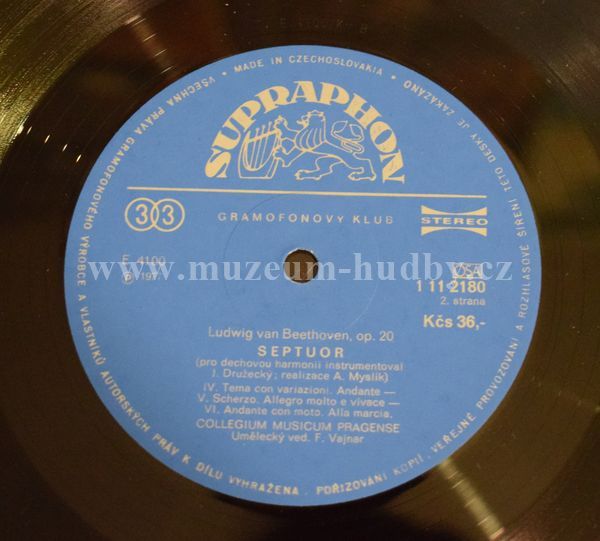 VŠECHNA PRÁVA GRAMOFONOVÉHO VÝROBCE A VLASTNÍKŮ AUTORSKÝCH PRÁV K DÍLU VYHRAŽENA. POŘIZOVÁNÍ KOPIÍ, VEŘEJNÉ PROVOZOVÁNÍ A ROZHLASOVÉ ŠÍŘENÍ TÉTO DESKY JE ZAKÁZÁNO
• MADE IN CZECHOSLOVAKIA •
SUPRAPHON
33
GRAMOFONOVÝ KLUB
STEREO
F 4100
℗ 197
www.muzeum-hudby.cz
1 11 2180
2. strana
Kčs 36,-
Ludwig van Beethoven, op. 20
SEPTUOR
(pro dechovou harmonii instrumentoval
J. Družecký; realizace A. Myslík)
IV. Tema con variazioni. Andante —
V. Scherzo. Allegro molto e vivace —
VI. Andante con moto. Alla marcia.
COLLEGIUM MUSICUM PRAGENSE
Umělecký ved. F. Vajnar